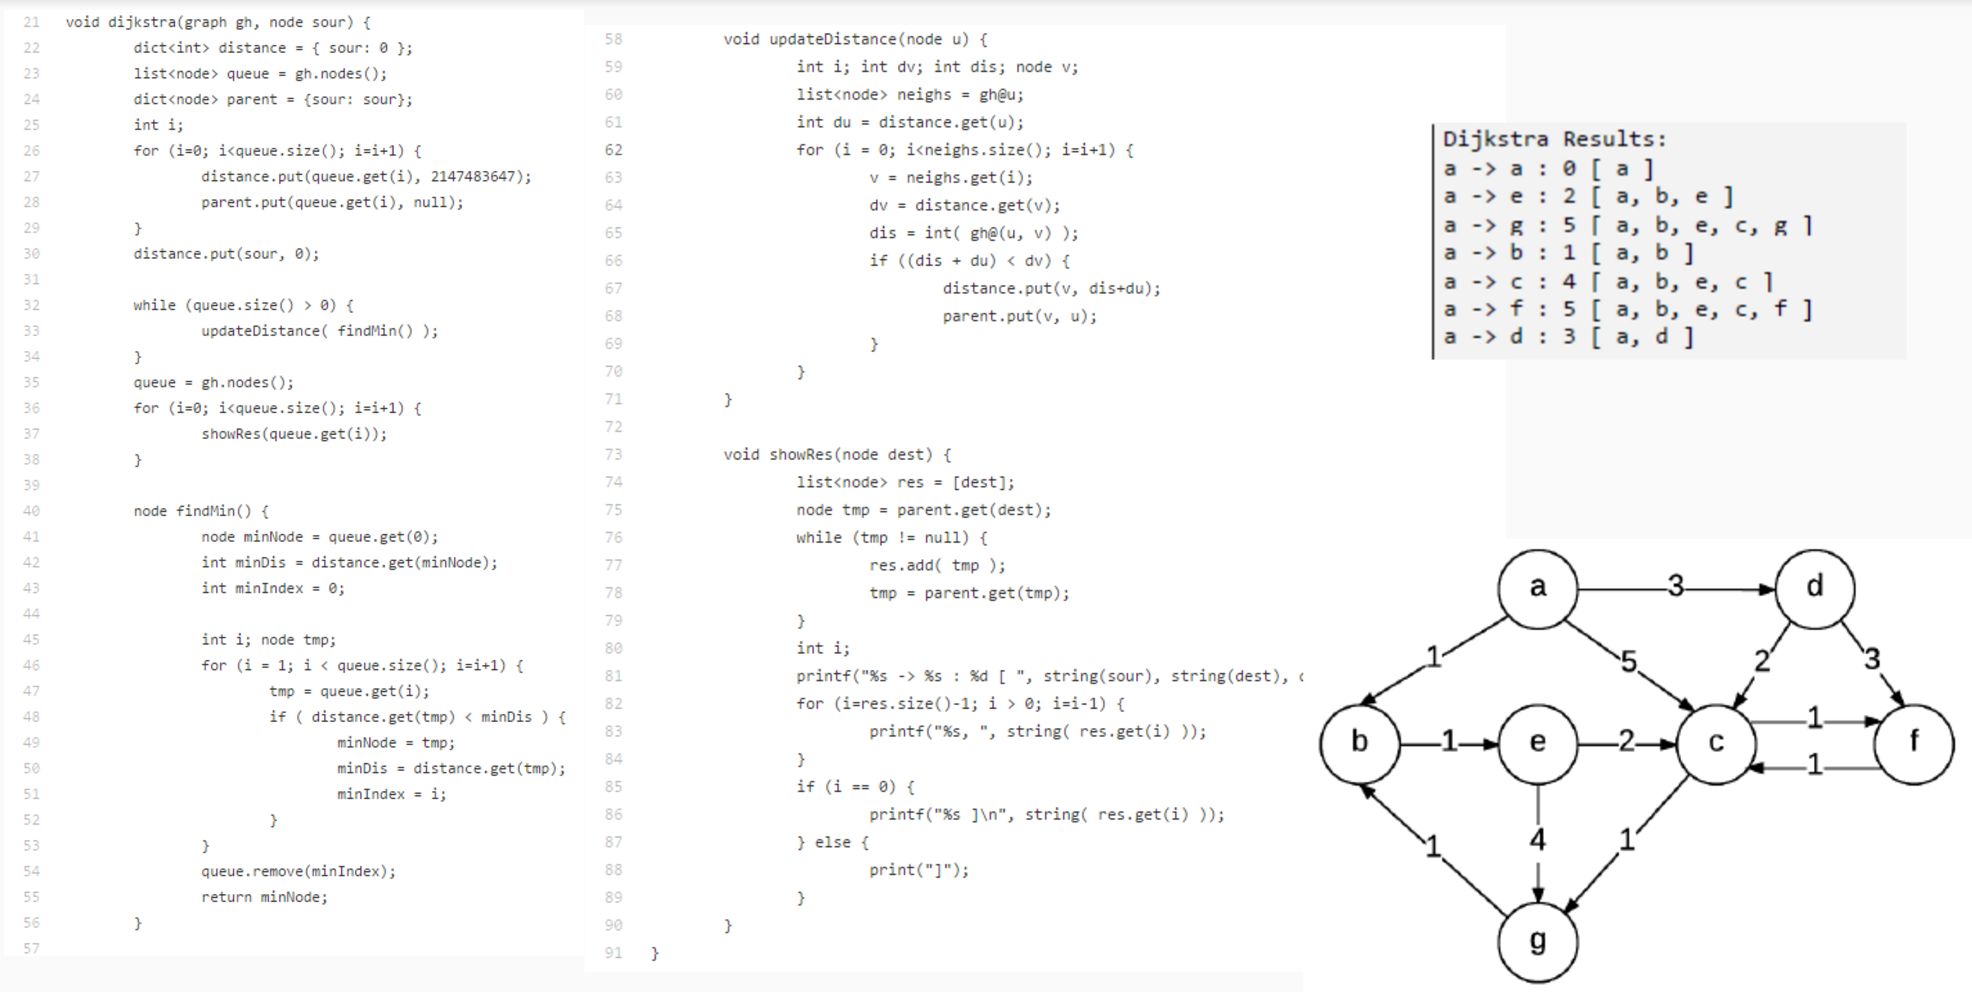 21 void dijkstra(graph gh, node sour) {
22 dict<int> distance = { sour: 0 };
23 list<node> queue = gh.nodes();
24 dict<node> parent = {sour: sour};
25 int i;
26 for (i=0; i<queue.size(); i=i+1) {
27 distance.put(queue.get(i), 2147483647);
28 parent.put(queue.get(i), null);
29 }
30 distance.put(sour, 0);
31
32 while (queue.size() > 0) {
33 updateDistance( findMin() );
34 }
35 queue = gh.nodes();
36 for (i=0; i<queue.size(); i=i+1) {
37 showRes(queue.get(i));
38 }
39
40 node findMin() {
41 node minNode = queue.get(0);
42 int minDis = distance.get(minNode);
43 int minIndex = 0;
44
45 int i; node tmp;
46 for (i = 1; i < queue.size(); i=i+1) {
47 tmp = queue.get(i);
48 if ( distance.get(tmp) < minDis ) {
49 minNode = tmp;
50 minDis = distance.get(tmp);
51 minIndex = i;
52 }
53 }
54 queue.remove(minIndex);
55 return minNode;
56 }
57
58 void updateDistance(node u) {
59 int i; int dv; int dis; node v;
60 list<node> neighs = gh@u;
61 int du = distance.get(u);
62 for (i = 0; i<neighs.size(); i=i+1) {
63 v = neighs.get(i);
64 dv = distance.get(v);
65 dis = int( gh@(u, v) );
66 if ((dis + du) < dv) {
67 distance.put(v, dis+du);
68 parent.put(v, u);
69 }
70 }
71 }
72
73 void showRes(node dest) {
74 list<node> res = [dest];
75 node tmp = parent.get(dest);
76 while (tmp != null) {
77 res.add( tmp );
78 tmp = parent.get(tmp);
79 }
80 int i;
81 printf("%s -> %s : %d [ ", string(sour), string(dest),
82 for (i=res.size()-1; i > 0; i=i-1) {
83 printf("%s, ", string( res.get(i) ));
84 }
85 if (i == 0) {
86 printf("%s ]\n", string( res.get(i) ));
87 } else {
88 print("]");
89 }
90 }
91 }
Dijkstra Results:
a -> a : 0 [ a ]
a -> e : 2 [ a, b, e ]
a -> g : 5 [ a, b, e, c, g ]
a -> b : 1 [ a, b ]
a -> c : 4 [ a, b, e, c ]
a -> f : 5 [ a, b, e, c, f ]
a -> d : 3 [ a, d ]
a 3 d
1 5 2 3
b 1 e 2 c 1 f
1
1 4 1
g